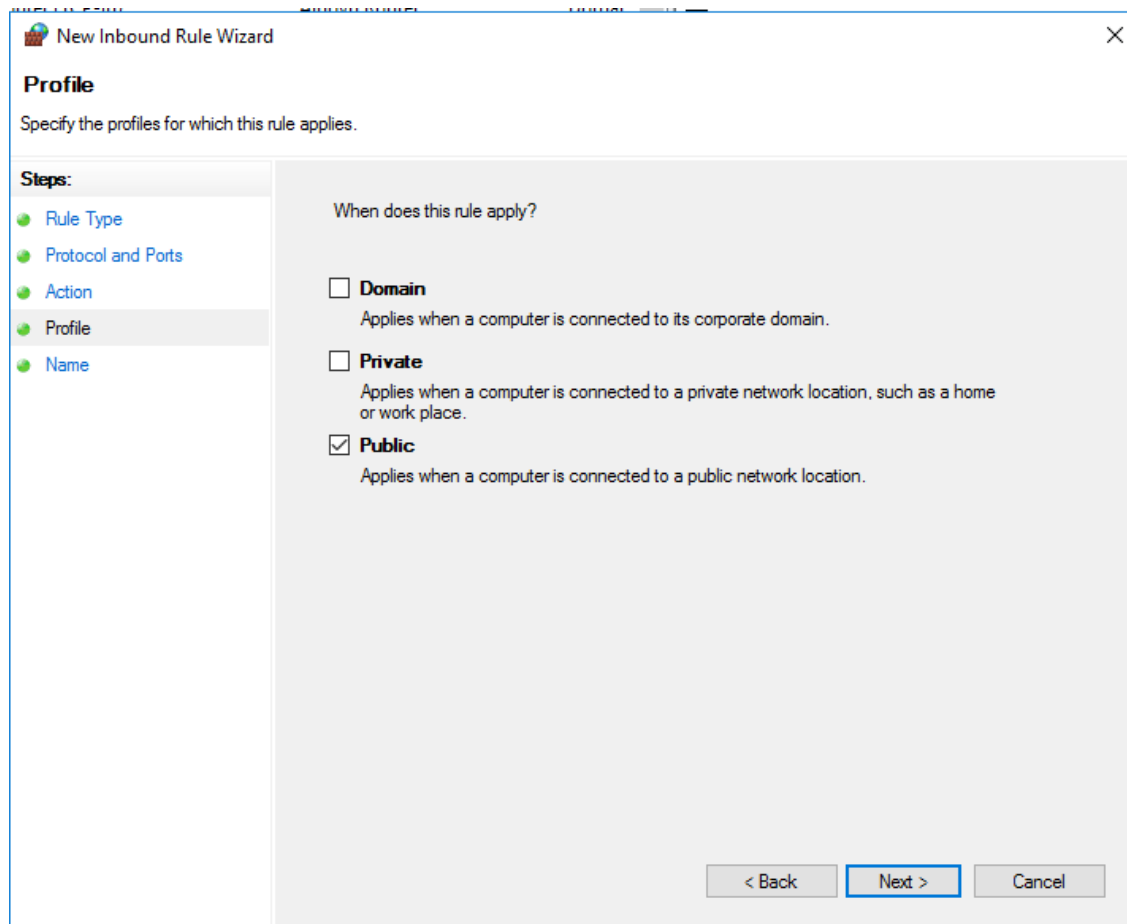 New Inbound Rule Wizard
Profile
Specify the profiles for which this rule applies.
Steps:
Rule Type
Protocol and Ports
Action
Profile
Name
When does this rule apply?
Domain
Applies when a computer is connected to its corporate domain.
Private
Applies when a computer is connected to a private network location, such as a home
or work place.
Public
Applies when a computer is connected to a public network location.
< Back
Next >
Cancel